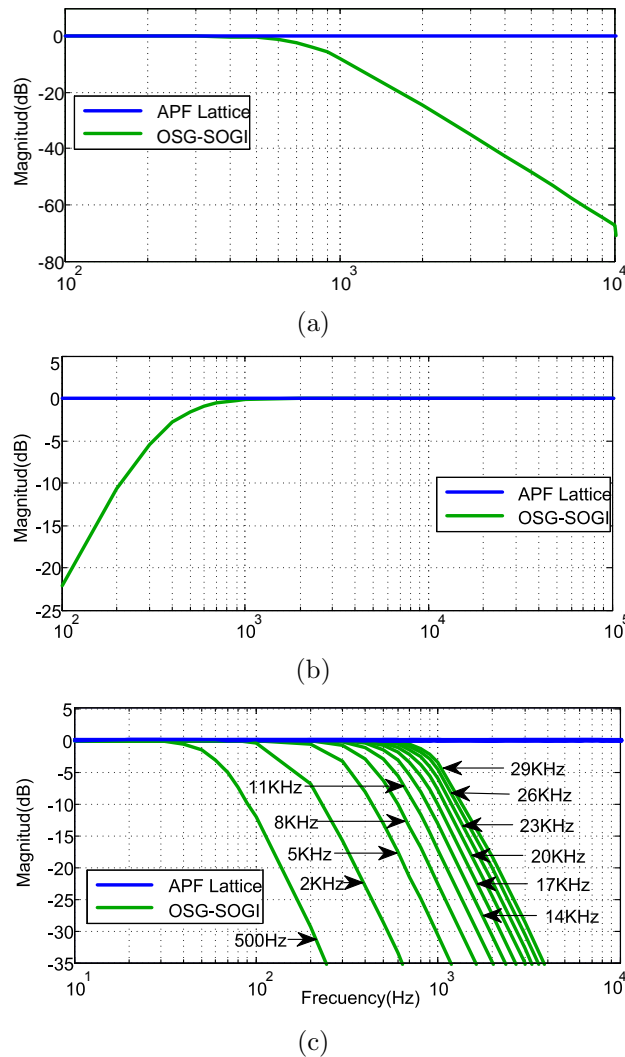 0
-20
-40
-60
-80
Magnitud(dB)
APF Lattice
OSG-SOGI
10^2
10^3
10^4
(a)
5
0
-5
-10
-15
-20
-25
Magnitud(dB)
APF Lattice
OSG-SOGI
10^2
10^3
10^4
10^5
(b)
5
0
-5
-10
-15
-20
-25
-30
-35
Magnitud(dB)
29KHz
11KHz
26KHz
8KHz
23KHz
5KHz
20KHz
2KHz
17KHz
14KHz
500Hz
APF Lattice
OSG-SOGI
10^1
10^2
10^3
10^4
Frecuency(Hz)
(c)